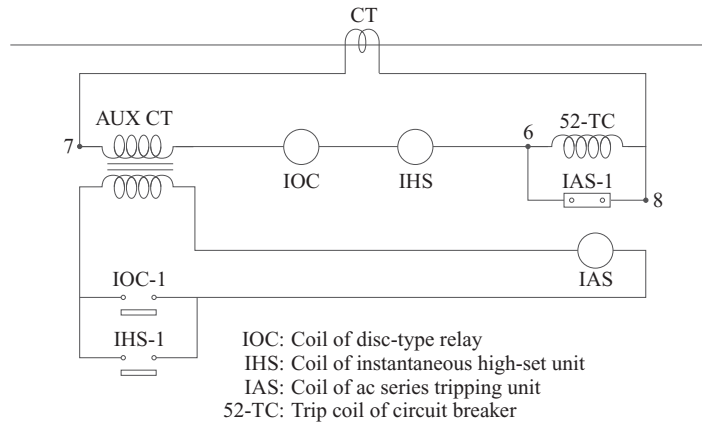 CT
AUX CT
7
6
52-TC
IOC
IHS
IAS-1
8
IAS
IOC-1
IHS-1
IOC: Coil of disc-type relay
IHS: Coil of instantaneous high-set unit
IAS: Coil of ac series tripping unit
52-TC: Trip coil of circuit breaker